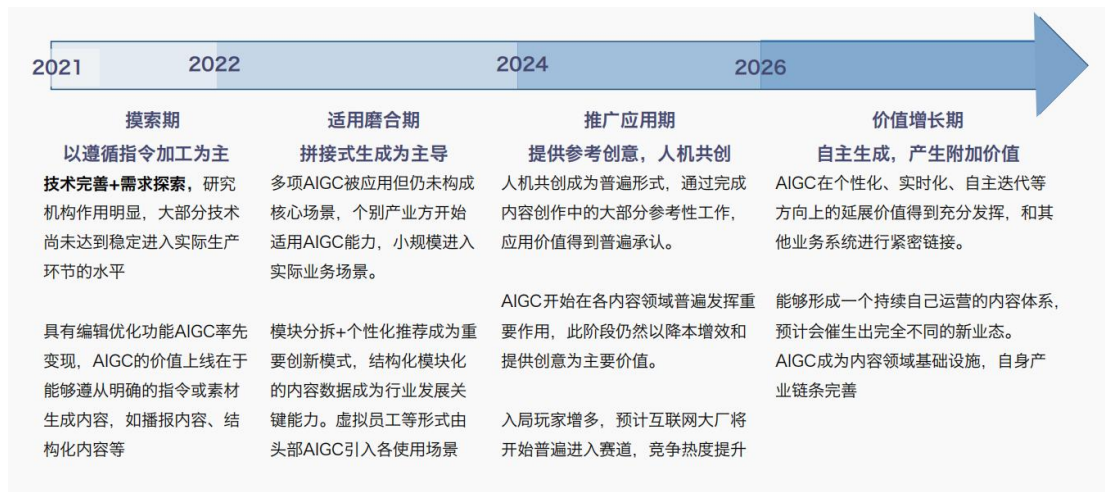 2021
2022
2024
2026
摸索期
以遵循指令加工为主
技术完善+需求探索，研究
机构作用明显，大部分技术
尚未达到稳定进入实际生产
环节的水平
具有编辑优化功能AIGC率先
变现，AIGC的价值上线在于
能够遵从明确的指令或素材
生成内容，如播报内容、结
构化内容等
适用磨合期
拼接式生成为主导
多项AIGC被应用但仍未构成
核心场景，个别产业方开始
适用AIGC能力，小规模进入
实际业务场景。
模块分拆+个性化推荐成为重
要创新模式，结构化模块化
的内容数据成为行业发展关
键能力。虚拟员工等形式由
头部AIGC引入各使用场景
推广应用期
提供参考创意，人机共创
人机共创成为普遍形式，通过完成
内容创作中的大部分参考性工作，
应用价值得到普遍承认。
AIGC开始在各内容领域普遍发挥重
要作用，此阶段仍然以降本增效和
提供创意为主要价值。
入局玩家增多，预计互联网大厂将
开始普遍进入赛道，竞争热度提升
价值增长期
自主生成，产生附加价值
AIGC在个性化、实时化、自主迭代等
方向上的延展价值得到充分发挥，和其
他业务系统进行紧密链接。
能够形成一个持续自己运营的内容体系，
预计会催生出完全不同的新业态。
AIGC成为内容领域基础设施，自身产
业链条完善